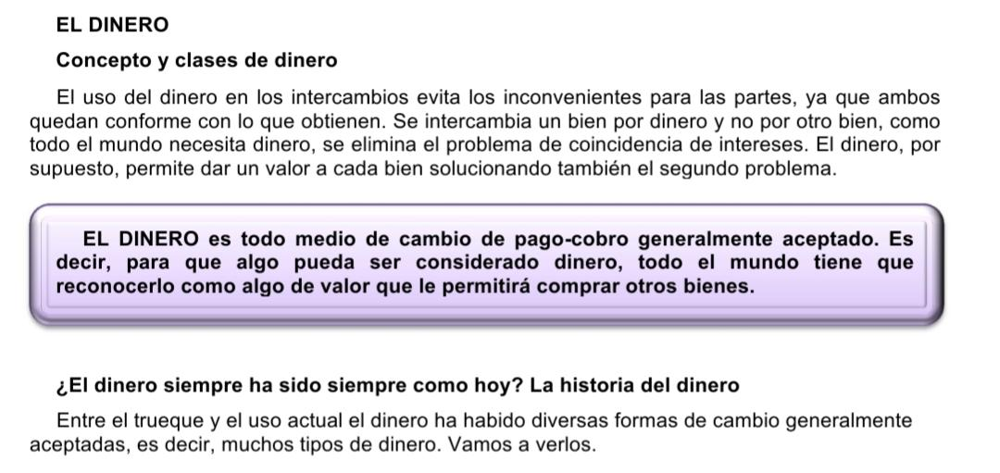 EL DINERO
Concepto y clases de dinero
El uso del dinero en los intercambios evita los inconvenientes para las partes, ya que ambos
quedan conforme con lo que obtienen. Se intercambia un bien por dinero y no por otro bien, como
todo el mundo necesita dinero, se elimina el problema de coincidencia de intereses. El dinero, por
supuesto, permite dar un valor a cada bien solucionando también el segundo problema.
EL DINERO es todo medio de cambio de pago-cobro generalmente aceptado. Es
decir, para que algo pueda ser considerado dinero, todo el mundo tiene que
reconocerlo como algo de valor que le permitirá comprar otros bienes.
¿El dinero siempre ha sido siempre como hoy? La historia del dinero
Entre el trueque y el uso actual el dinero ha habido diversas formas de cambio generalmente
aceptadas, es decir, muchos tipos de dinero. Vamos a verlos.